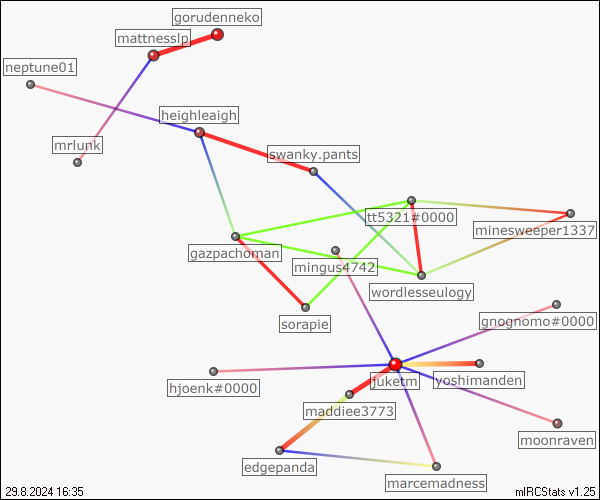 gorudenneko
mattnesslp
neptune01
heighleaigh
mrlunk
swanky.pants
tt5321#0000
minesweeper1337
gazpachoman
mingus4742
wordlesseulogy
sorapie
gnognomo#0000
hjoenk#0000
juketm
yoshimanden
maddiee3773
moonraven
edgepanda
marcemadness
29.8.2024 16:35
mIRCStats v1.25